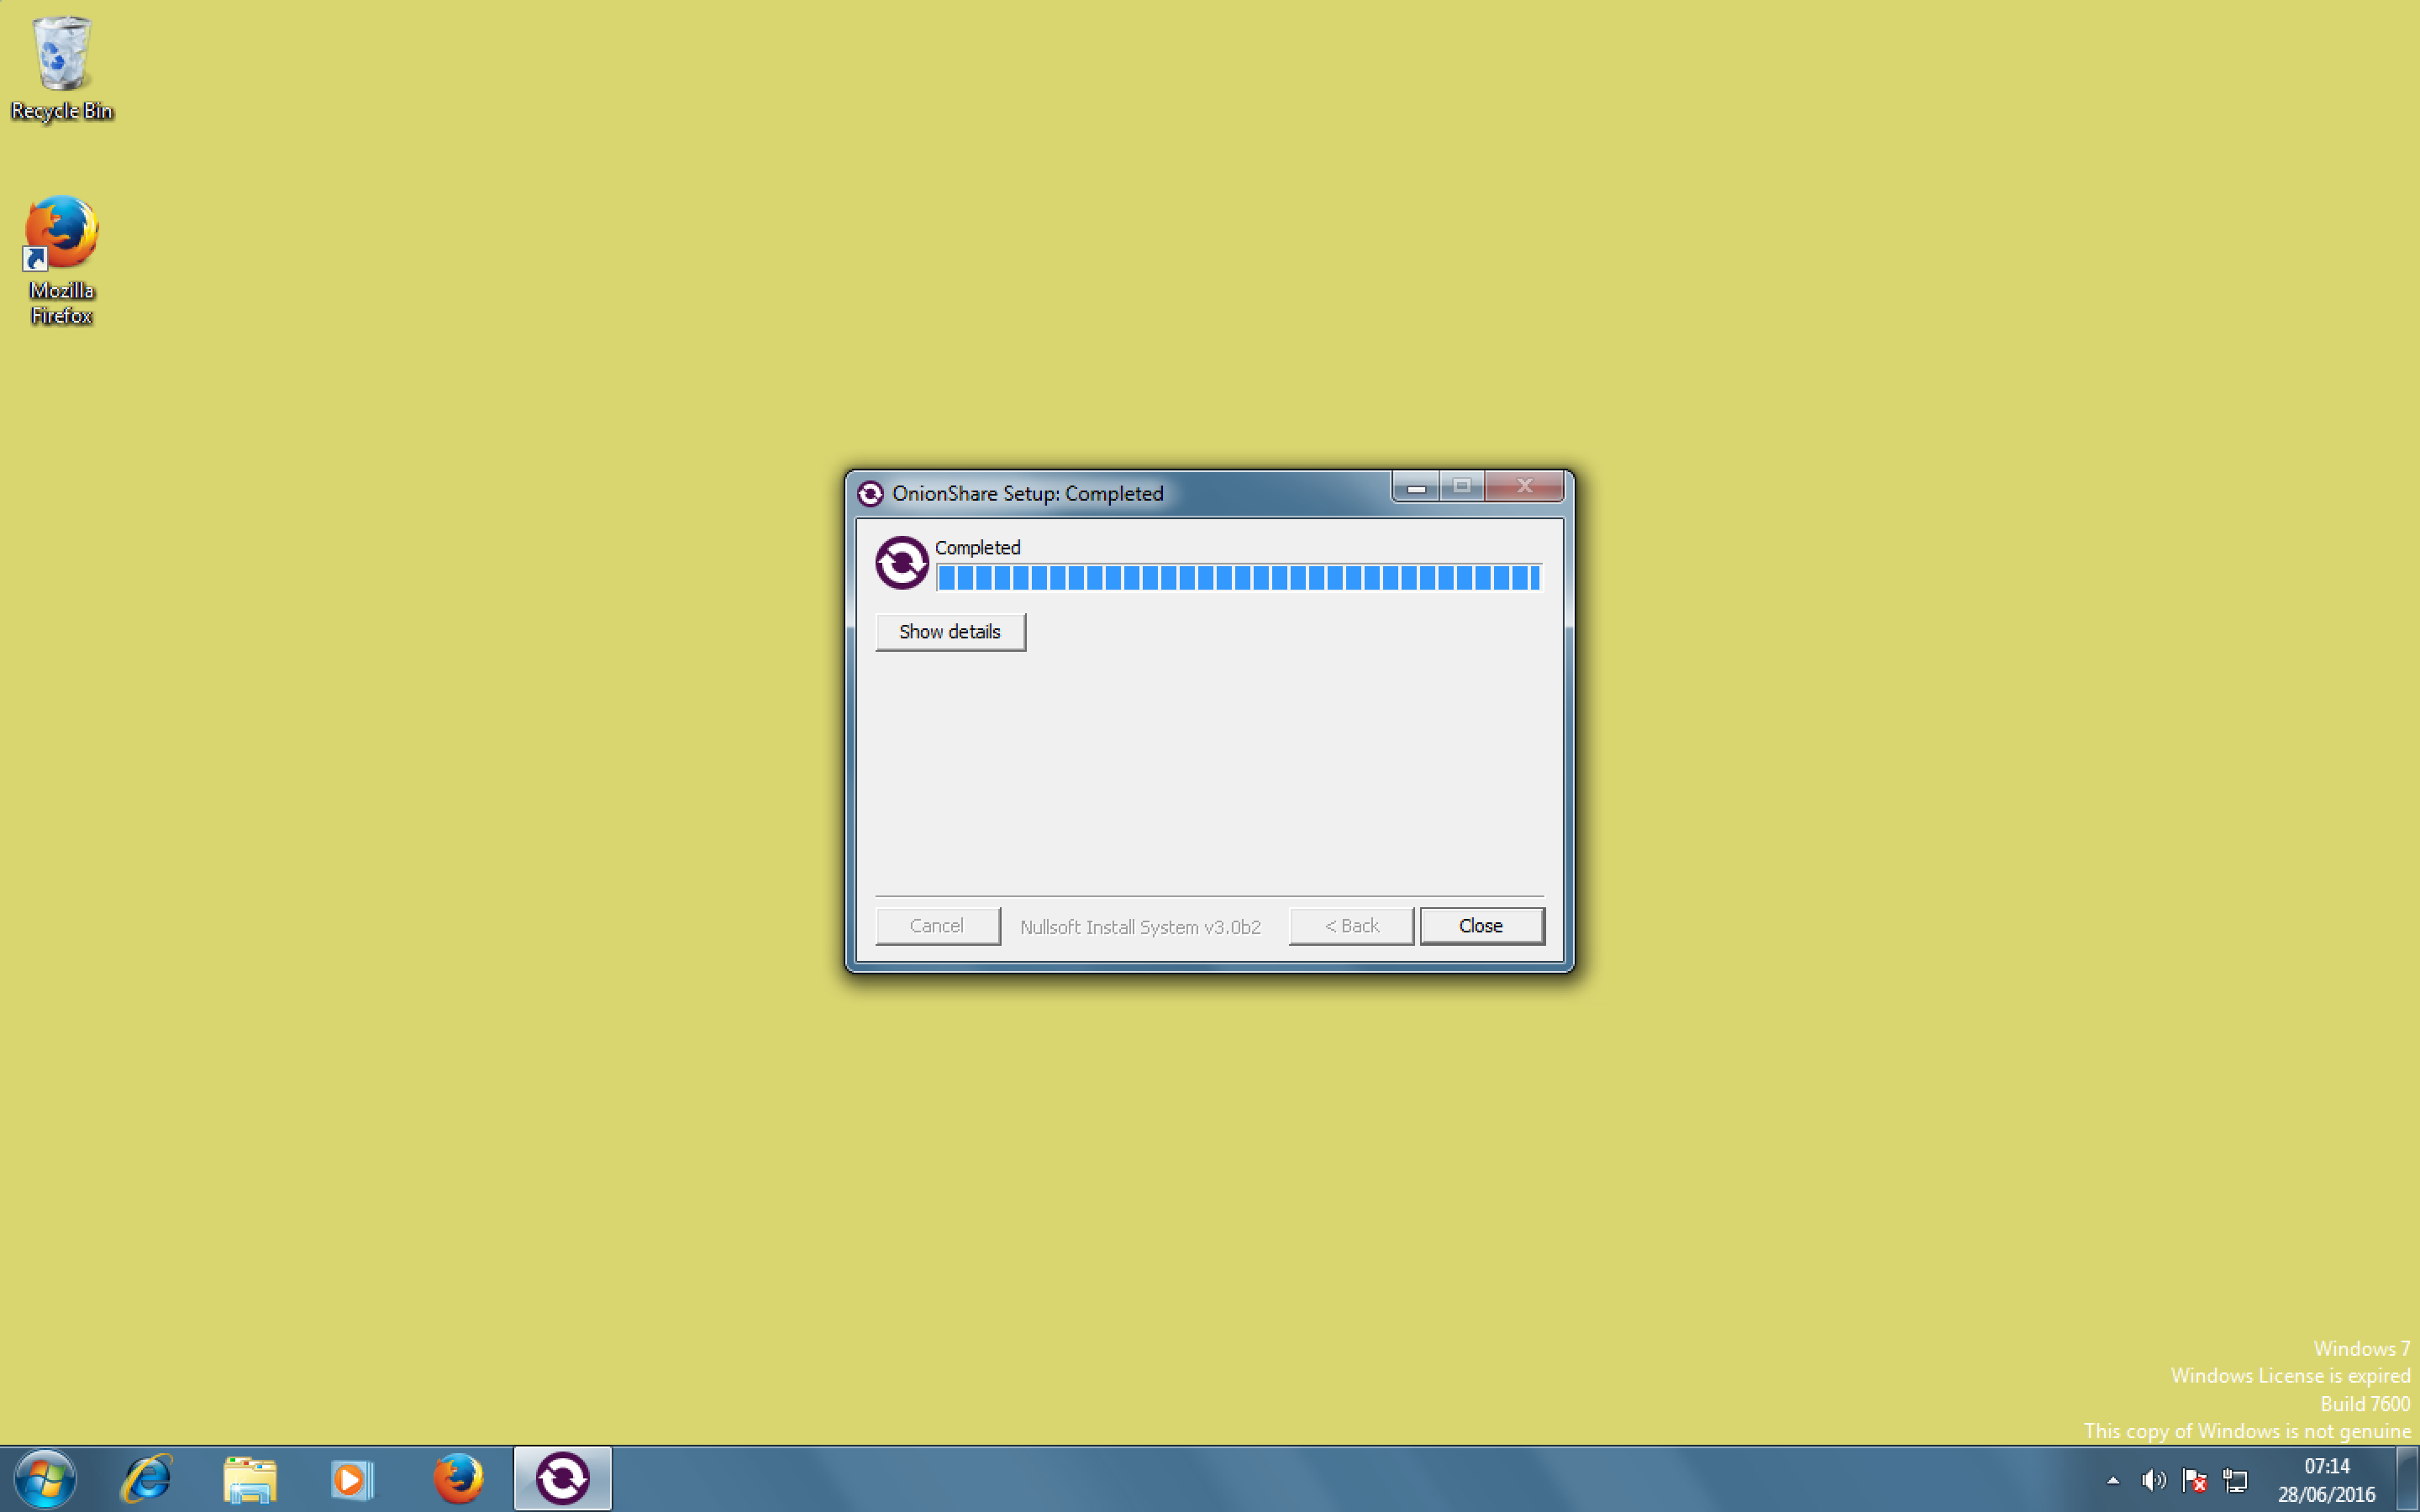 Recycle Bin
Mozilla
Firefox
OnionShare Setup: Completed
Completed
Show details
Cancel
Nullsoft Install System v3.0b2
< Back
Close
Windows 7
Windows License is expired
Build 7600
This copy of Windows is not genuine
07:14
28/06/2016